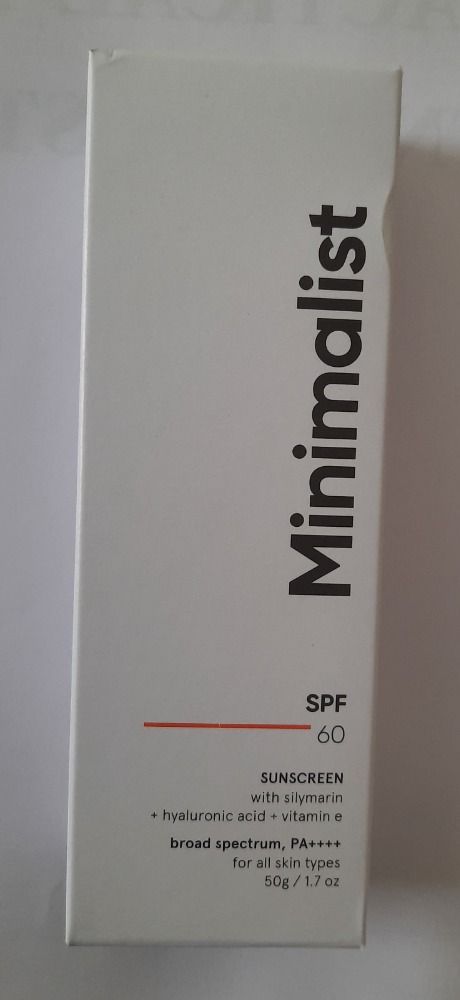 Minimalist
SPF
60
SUNSCREEN
with silymarin
+ hyaluronic acid + vitamin e
broad spectrum, PA++++
for all skin types
50g / 1.7 oz